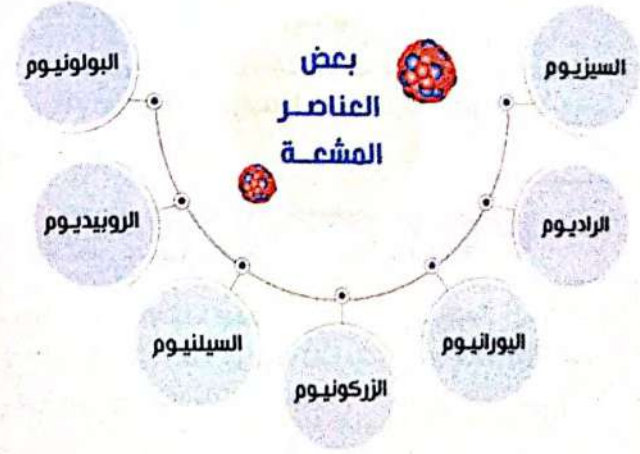 بعض
العناصر
المشعة
السيزيوم
الراديوم
اليورانيوم
الزركونيوم
السيلنيوم
الروبيديوم
البولونيوم